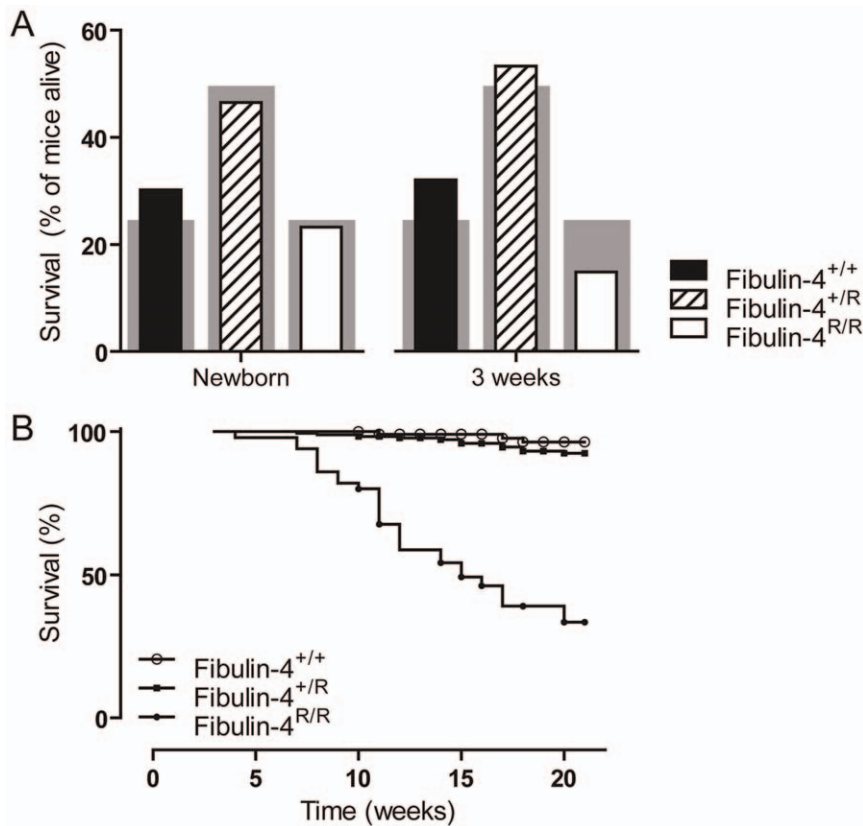 A
Survival (% of mice alive)
60
40
20
0
Newborn
3 weeks
Fibulin-4+/+
Fibulin-4+/R
Fibulin-4R/R
B
Survival (%)
100
50
0
Fibulin-4+/+
Fibulin-4+/R
Fibulin-4R/R
0 5 10 15 20
Time (weeks)